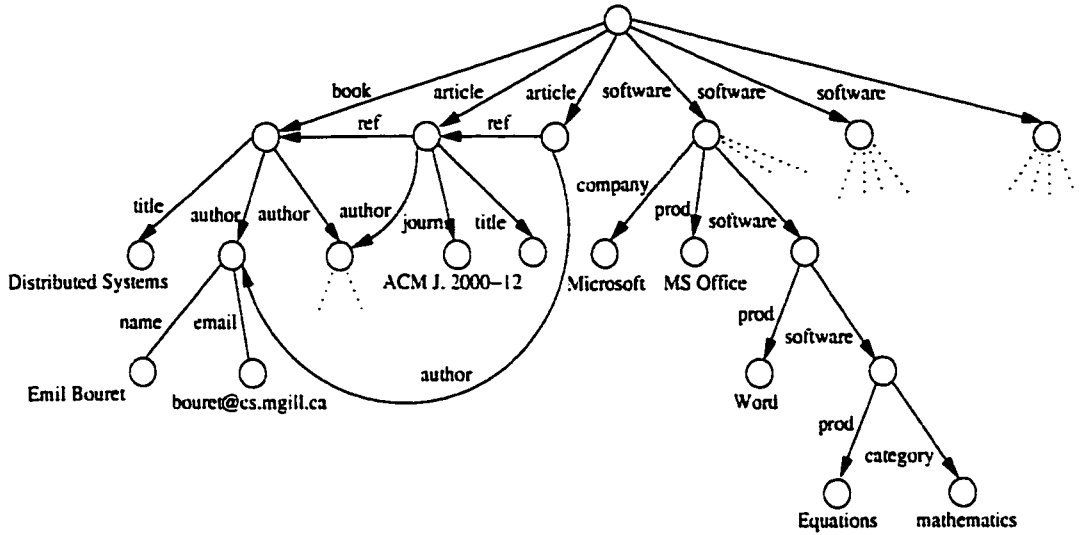 book
article
article
software
software
software
ref
ref
title
author
author
author
title
company
prod
software
Distributed Systems
ACM J. 2000–12
Microsoft
MS Office
name
email
prod
software
Emil Bouret
bouret@cs.mgill.ca
author
Word
prod
category
Equations
mathematics